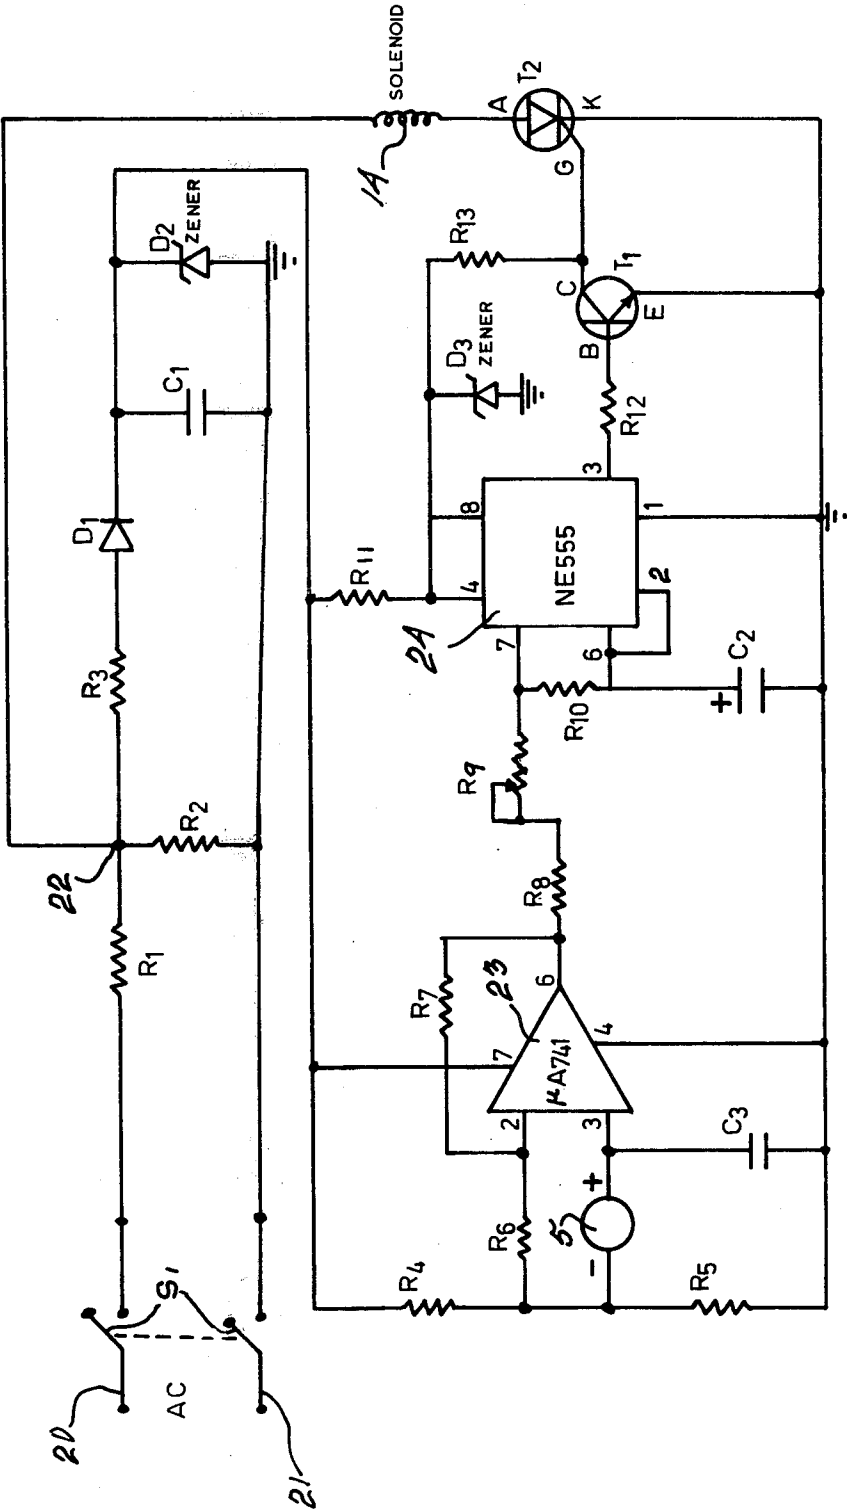 20
21
AC
S1
R1
22
R2
R3
D1
C1
D2
ZENER
14
SOLENOID
R4
R5
R6
5
-
+
2
3
7
4
6
μA741
23
C3
R7
R8
R9
R10
+
C2
7
6
2
4
8
3
1
NE555
24
R11
D3
ZENER
R12
R13
B
C
E
T1
G
A
K
T2